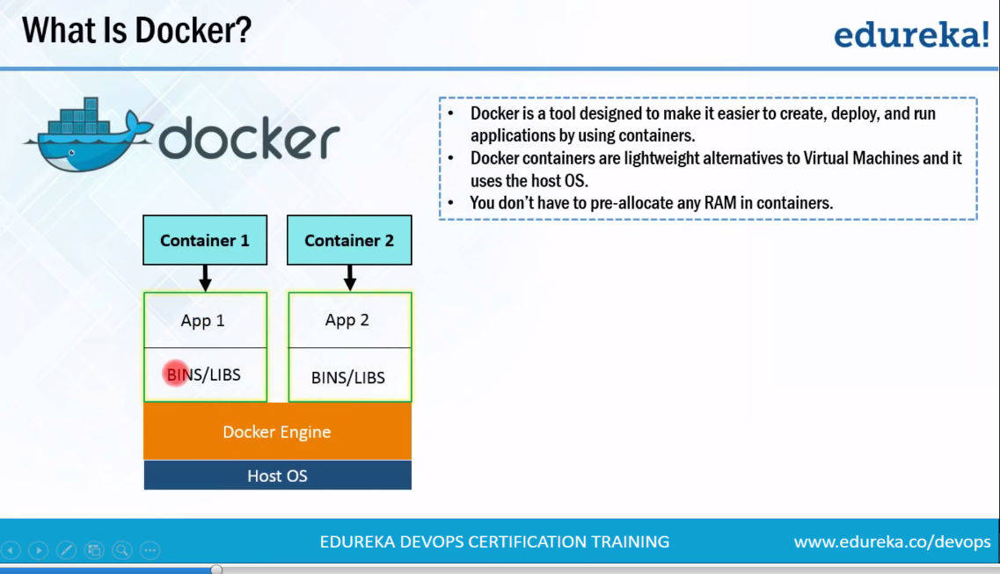 What Is Docker?
edureka!
docker
• Docker is a tool designed to make it easier to create, deploy, and run
applications by using containers.
• Docker containers are lightweight alternatives to Virtual Machines and it
uses the host OS.
• You don’t have to pre-allocate any RAM in containers.
Container 1
Container 2
App 1
App 2
BINS/LIBS
BINS/LIBS
Docker Engine
Host OS
EDUREKA DEVOPS CERTIFICATION TRAINING
www.edureka.co/devops